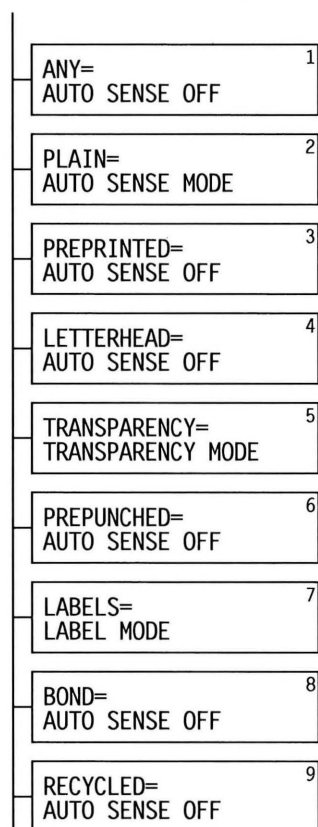 1
ANY=
AUTO SENSE OFF
2
PLAIN=
AUTO SENSE MODE
3
PREPRINTED=
AUTO SENSE OFF
4
LETTERHEAD=
AUTO SENSE OFF
5
TRANSPARENCY=
TRANSPARENCY MODE
6
PREPUNCHED=
AUTO SENSE OFF
7
LABELS=
LABEL MODE
8
BOND=
AUTO SENSE OFF
9
RECYCLED=
AUTO SENSE OFF